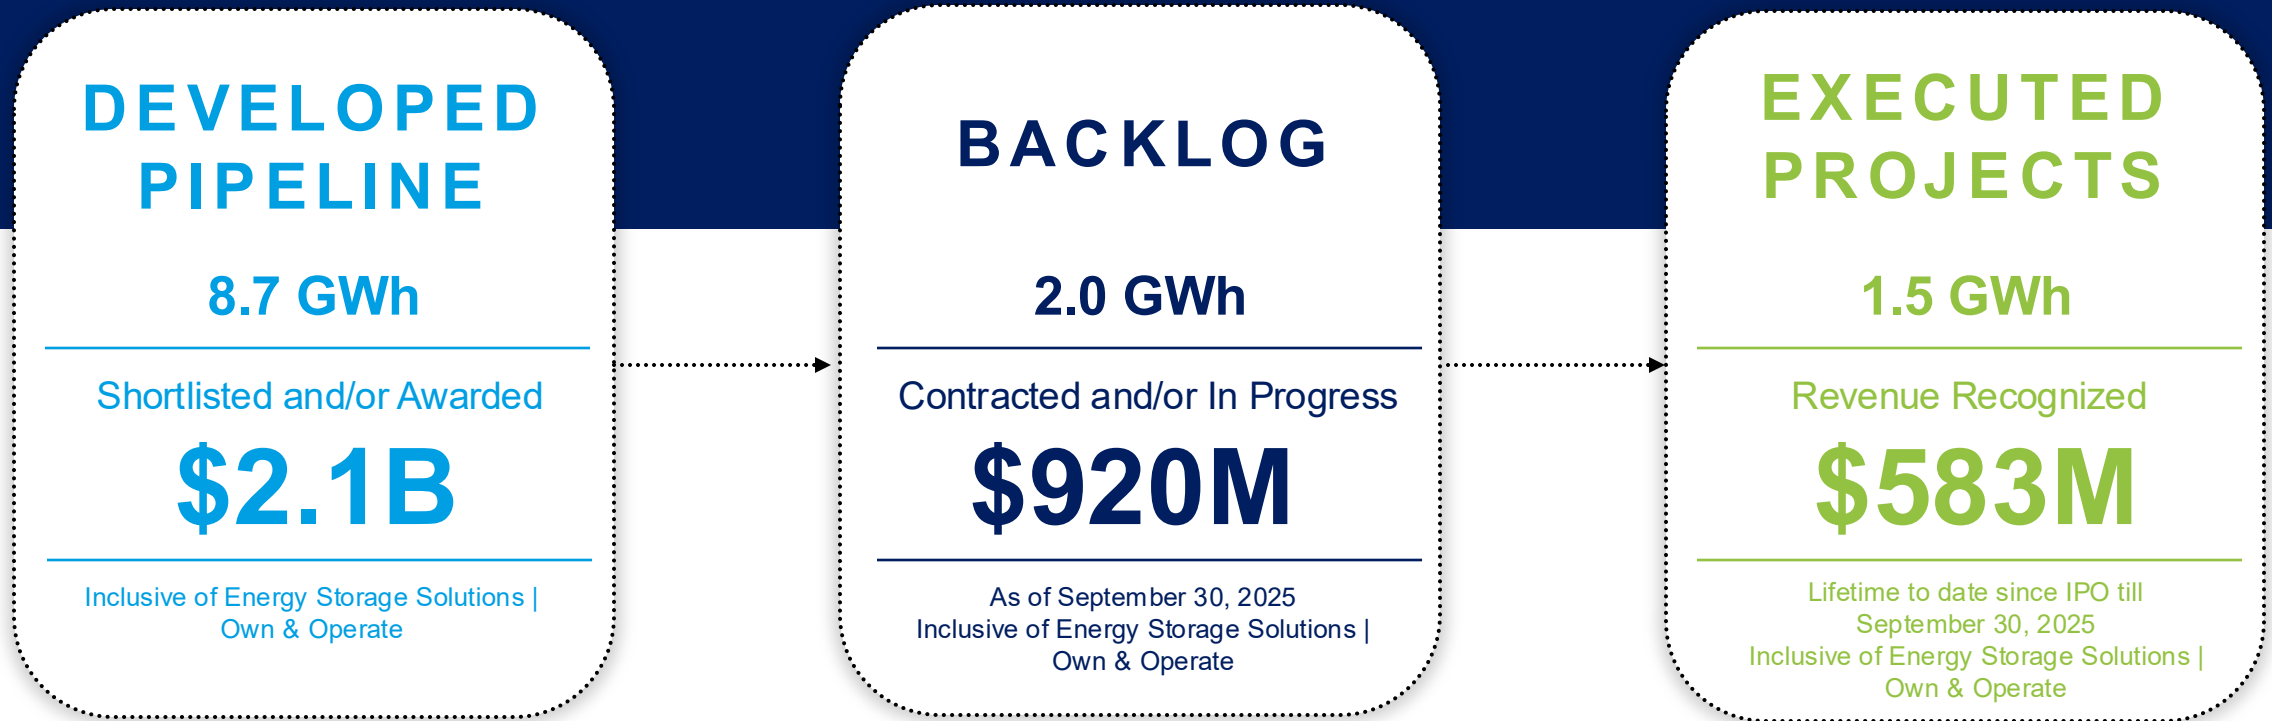 DEVELOPED
PIPELINE
8.7 GWh
Shortlisted and/or Awarded
$2.1B
Inclusive of Energy Storage Solutions |
Own & Operate
BACKLOG
2.0 GWh
Contracted and/or In Progress
$920M
As of September 30, 2025
Inclusive of Energy Storage Solutions |
Own & Operate
EXECUTED
PROJECTS
1.5 GWh
Revenue Recognized
$583M
Lifetime to date since IPO till
September 30, 2025
Inclusive of Energy Storage Solutions |
Own & Operate